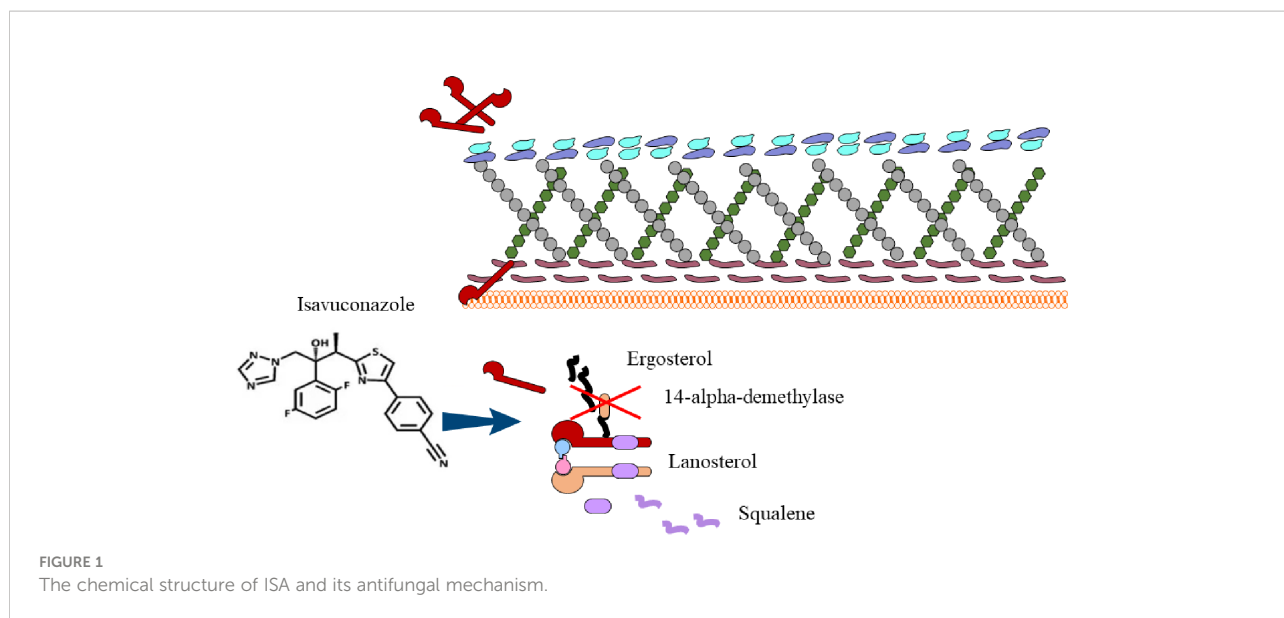 Isavuconazole
N
N
N
OH
S
N
F
F
N
Ergosterol
14-alpha-demethylase
Lanosterol
Squalene
FIGURE 1
The chemical structure of ISA and its antifungal mechanism.